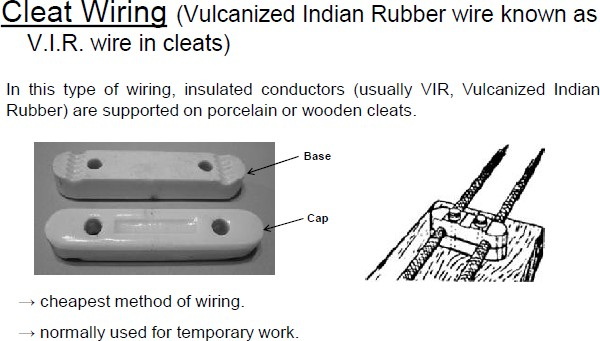 Cleat Wiring (Vulcanized Indian Rubber wire known as
V.I.R. wire in cleats)
In this type of wiring, insulated conductors (usually VIR, Vulcanized Indian
Rubber) are supported on porcelain or wooden cleats.
Base
Cap
→ cheapest method of wiring.
→ normally used for temporary work.